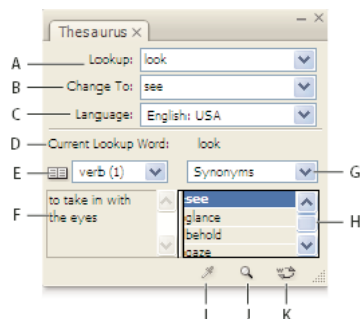 Thesaurus ×
A Lookup: look
B Change To: see
C Language: English: USA
D Current Lookup Word: look
E verb (1) Synonyms G
F to take in with
the eyes
see
glance H
behold
gaze
I J K